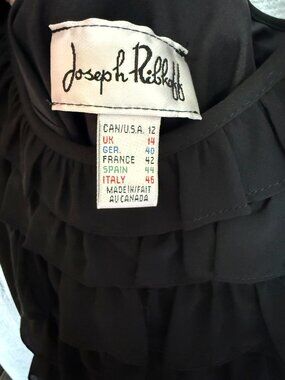 Joseph Ribkoff
CAN/U.S.A. 12
UK 14
GER. 40
FRANCE 42
SPAIN 44
ITALY 46
MADE IN/FAIT
AU CANADA